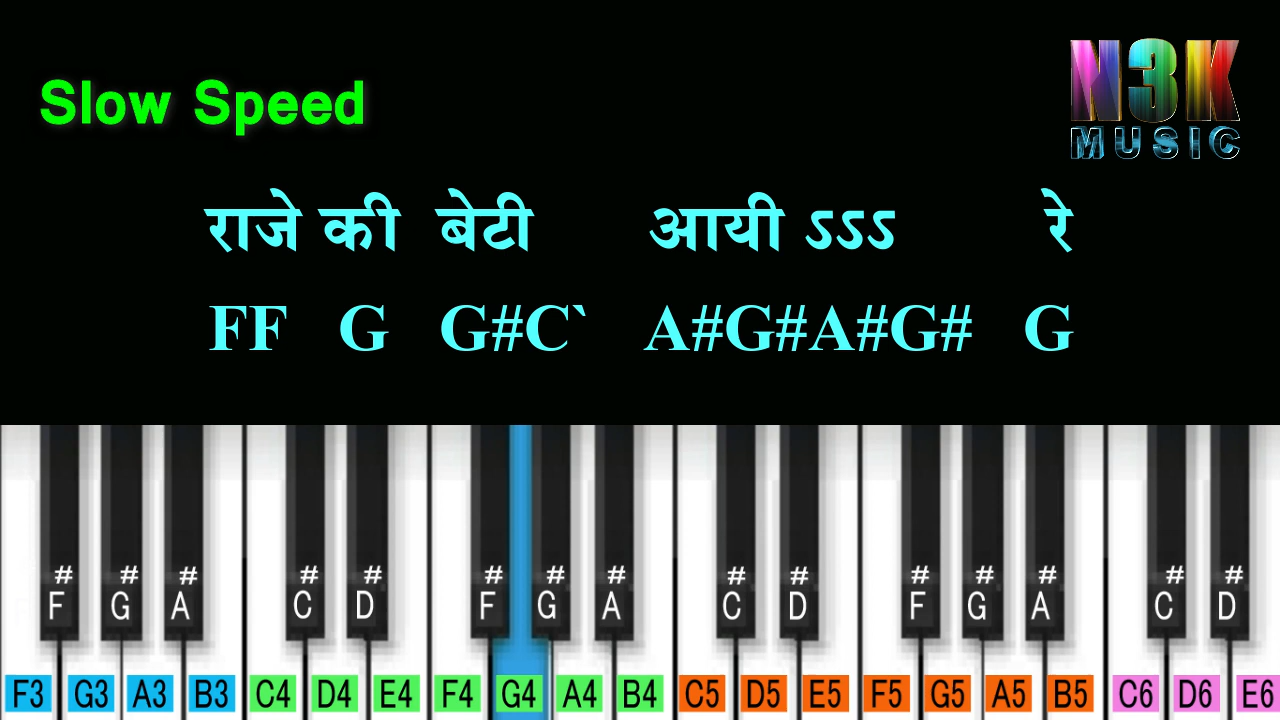 N3K
MUSIC
Slow Speed
राजे की बेटी आयी ऽऽऽ रे
FF G G#C` A#G#A#G# G
# # # # # # # # # # # # # # #
F G A C D F G A C D F G A C D
F3 G3 A3 B3 C4 D4 E4 F4 G4 A4 B4 C5 D5 E5 F5 G5 A5 B5 C6 D6 E6